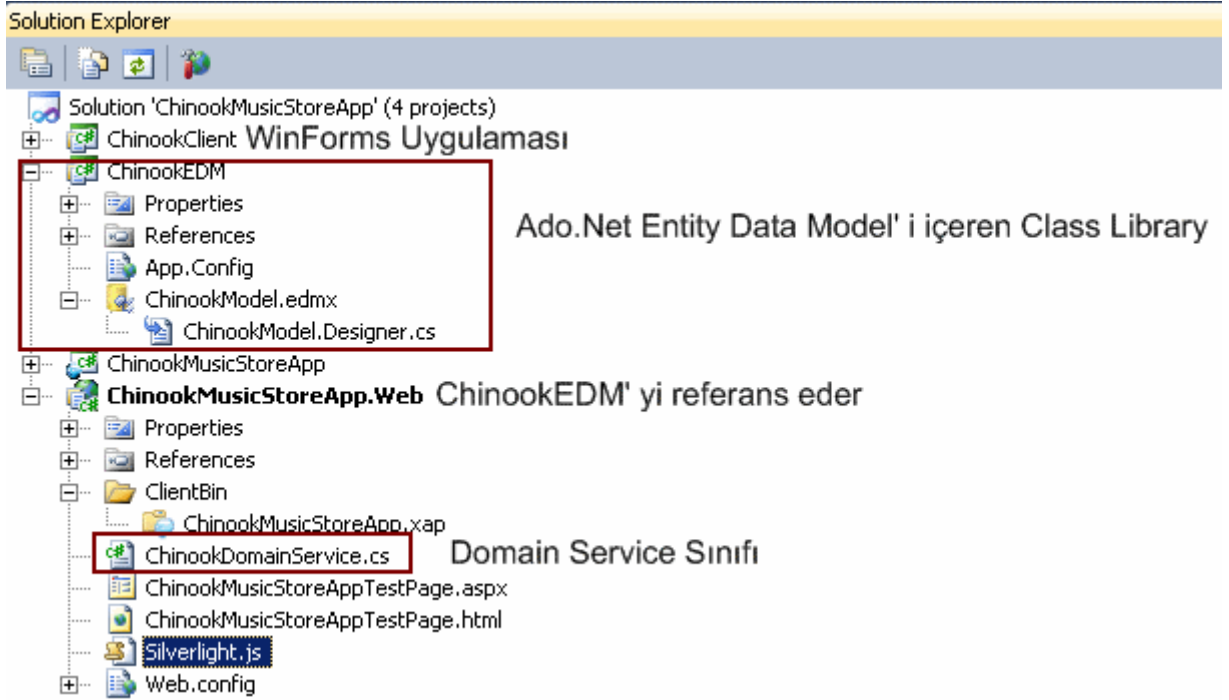 Solution Explorer
Solution 'ChinookMusicStoreApp' (4 projects)
ChinookClient WinForms Uygulaması
ChinookEDM
Properties
Ado.Net Entity Data Model' i içeren Class Library
References
App.Config
ChinookModel.edmx
ChinookModel.Designer.cs
ChinookMusicStoreApp
ChinookMusicStoreApp.Web ChinookEDM' yi referans eder
Properties
References
ClientBin
ChinookMusicStoreApp.xap
ChinookDomainService.cs Domain Service Sınıfı
ChinookMusicStoreAppTestPage.aspx
ChinookMusicStoreAppTestPage.html
Silverlight.js
Web.config